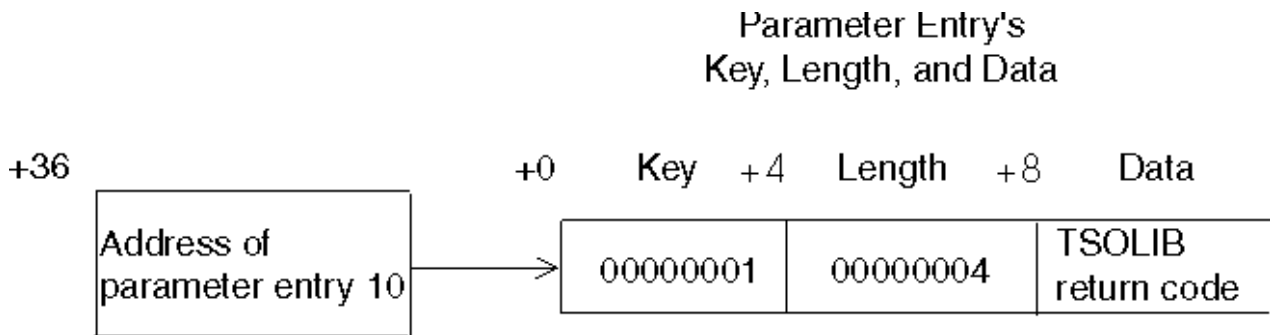 Parameter Entry's
Key, Length, and Data
+36 +0 Key +4 Length +8 Data
Address of
parameter entry 10
00000001 00000004
TSOLIB
return code